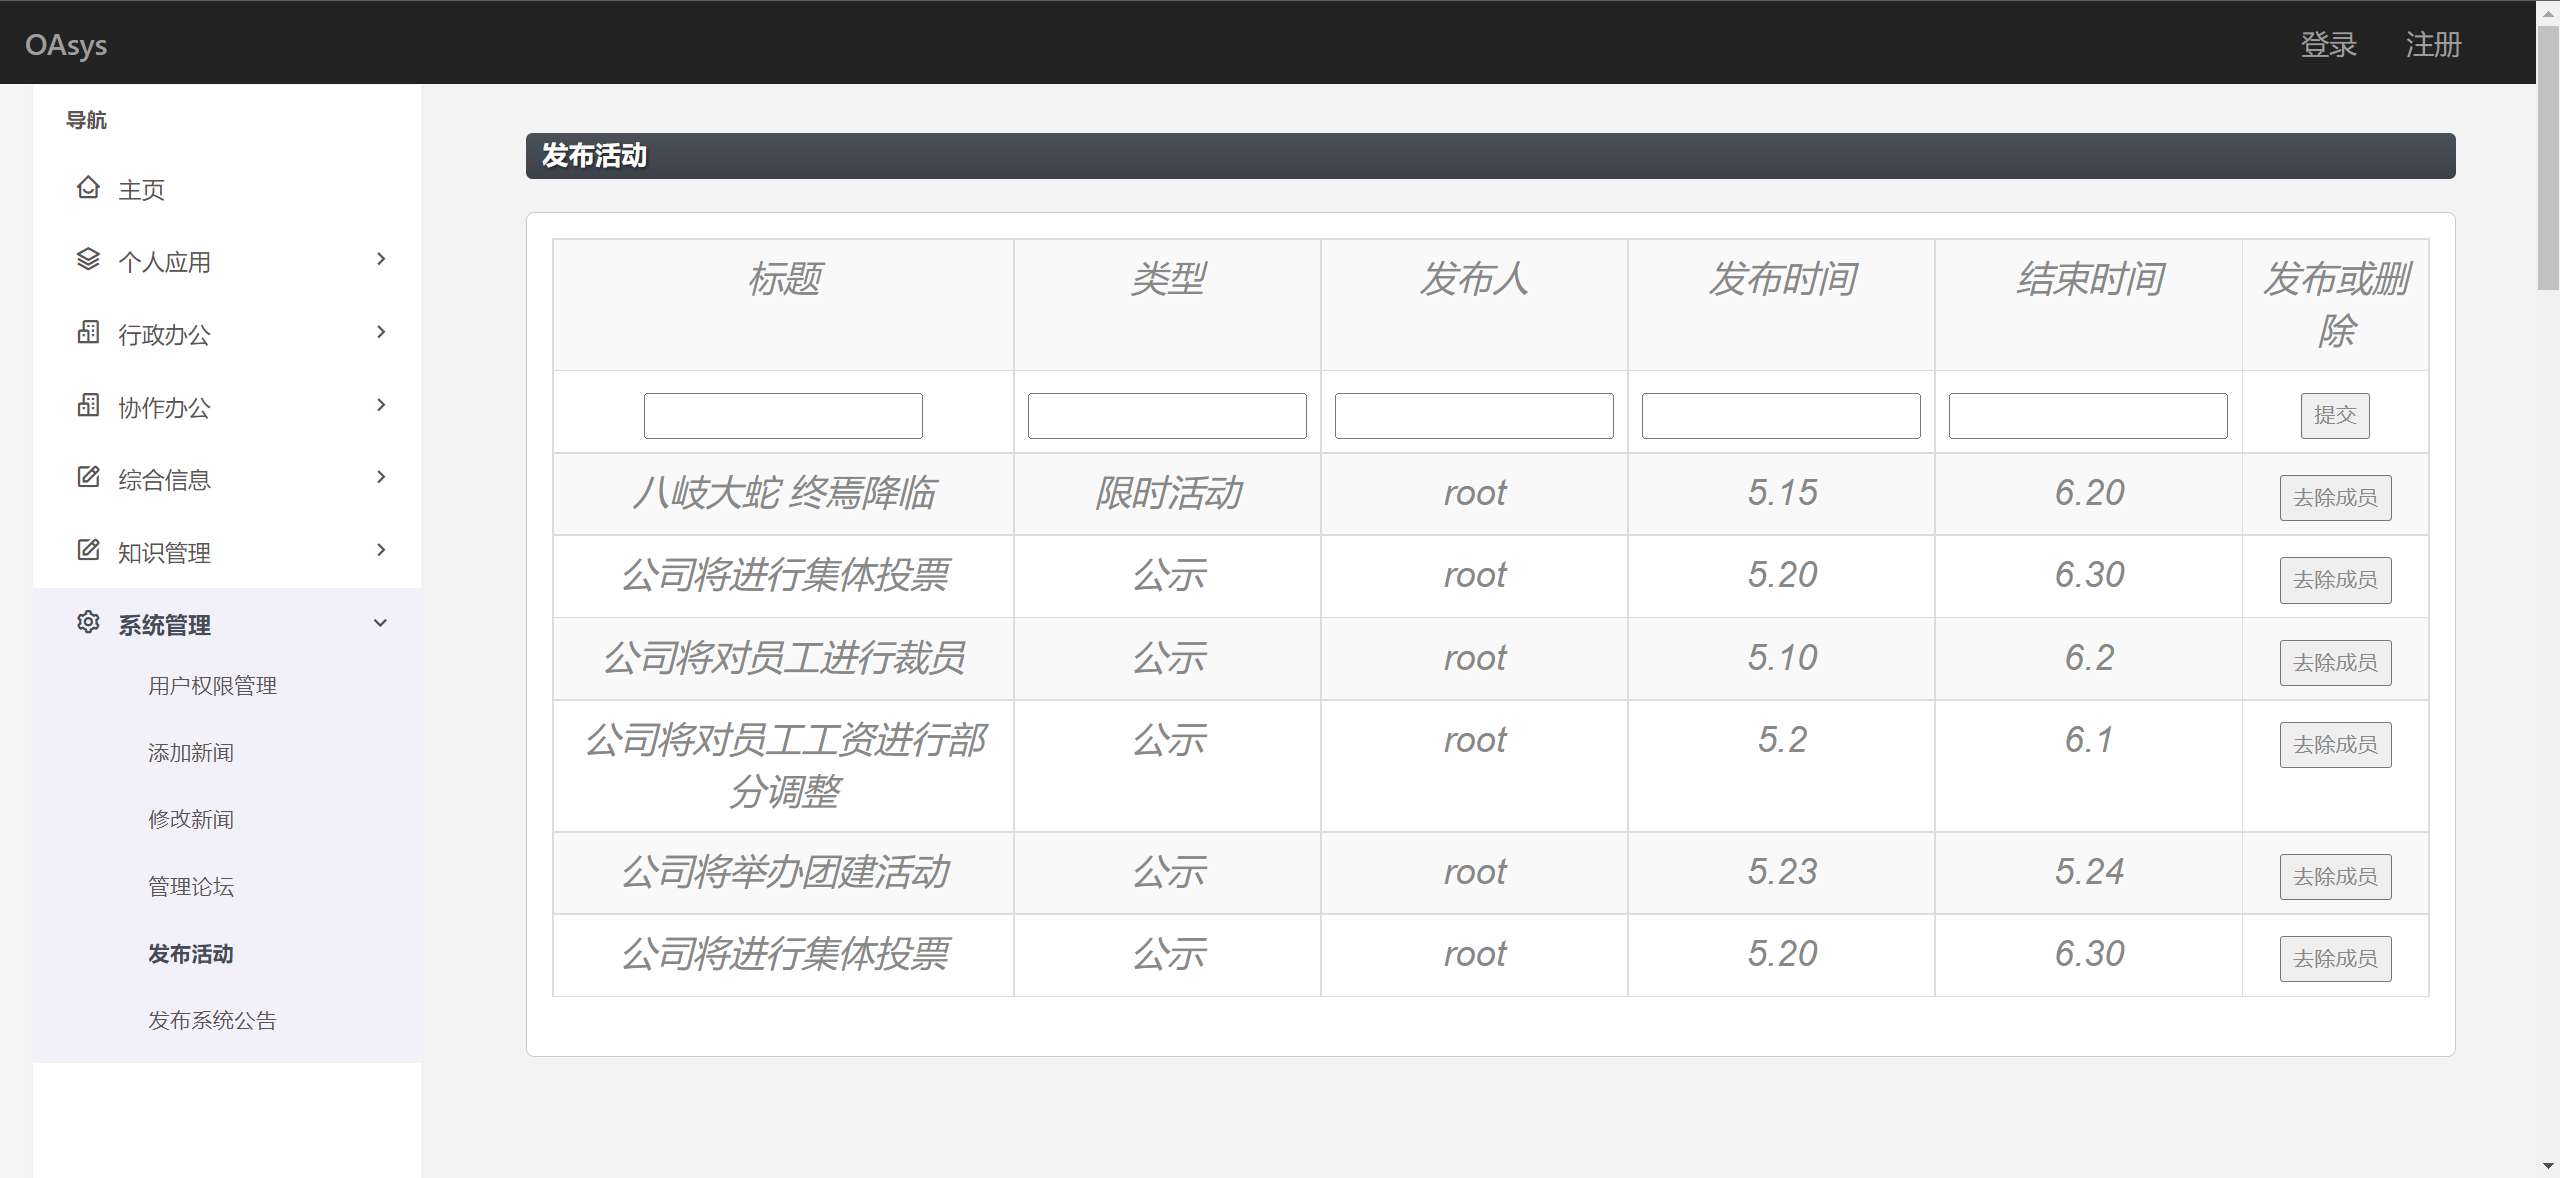 OAsys
登录 注册
导航
主页
个人应用
行政办公
协作办公
综合信息
知识管理
系统管理
用户权限管理
添加新闻
修改新闻
管理论坛
发布活动
发布系统公告
发布活动
标题 类型 发布人 发布时间 结束时间 发布或删
除
提交
八岐大蛇 终焉降临 限时活动 root 5.15 6.20 去除成员
公司将进行集体投票 公示 root 5.20 6.30 去除成员
公司将对员工进行裁员 公示 root 5.10 6.2 去除成员
公司将对员工工资进行部 公示 root 5.2 6.1 去除成员
分调整
公司将举办团建活动 公示 root 5.23 5.24 去除成员
公司将进行集体投票 公示 root 5.20 6.30 去除成员